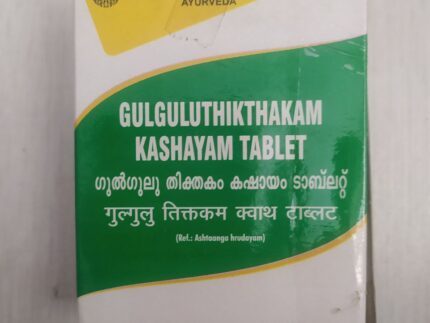 AYURVEDA
GULGULUTHIKTHAKAM
KASHAYAM TABLET
ഗുൽഗുലു തിക്തകം കഷായം ടാബ്ലറ്റ്
गुल्गुलु तिक्तकम क्वाथ टाब्लट
(Ref.: Ashtaanga hrudayam)